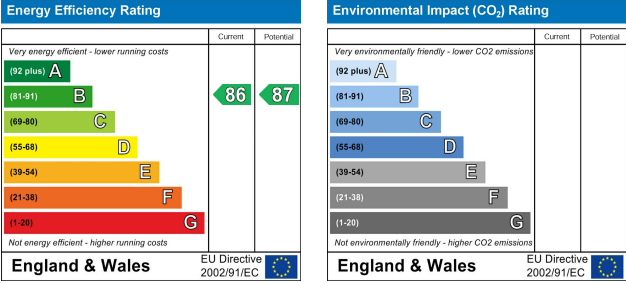 Energy Efficiency Rating
Current Potential
Very energy efficient - lower running costs
(92 plus) A
(81-91) B 86 87
(69-80) C
(55-68) D
(39-54) E
(21-38) F
(1-20) G
Not energy efficient - higher running costs
England & Wales
EU Directive
2002/91/EC
Environmental Impact (CO₂) Rating
Current Potential
Very environmentally friendly - lower CO2 emissions
(92 plus) A
(81-91) B
(69-80) C
(55-68) D
(39-54) E
(21-38) F
(1-20) G
Not environmentally friendly - higher CO2 emissions
England & Wales
EU Directive
2002/91/EC